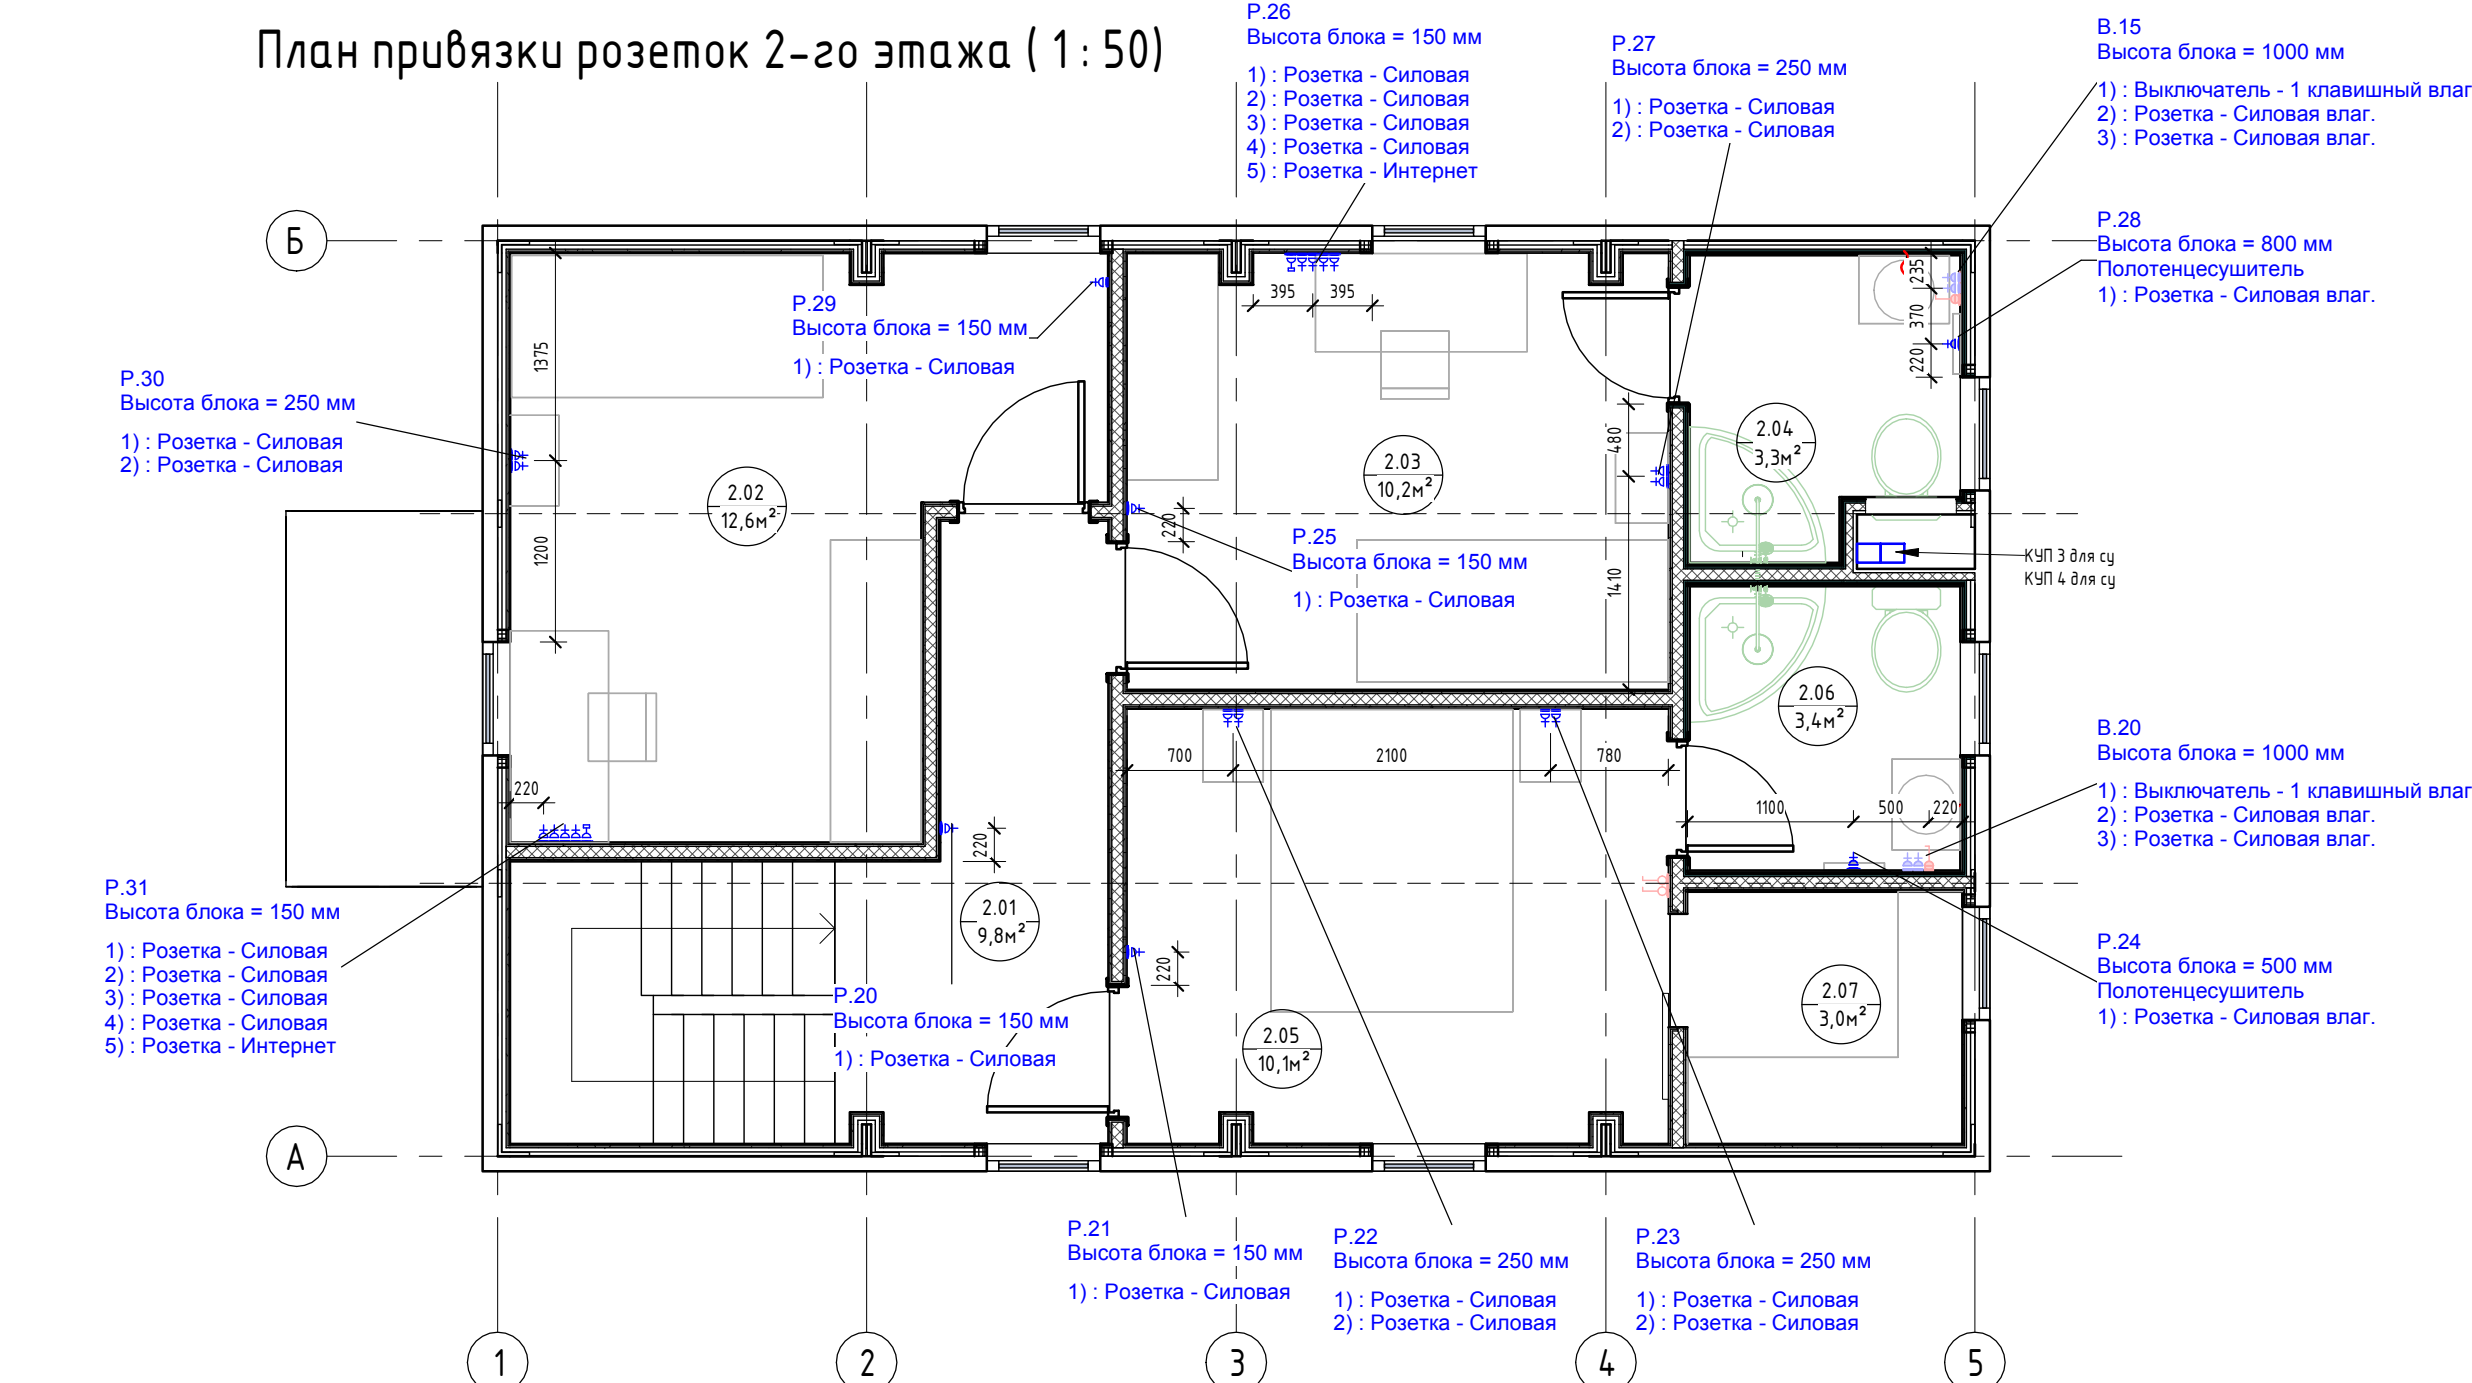 План привязки розеток 2-го этажа ( 1 : 50)
Р.26
Высота блока = 150 мм
1) : Розетка - Силовая
2) : Розетка - Силовая
3) : Розетка - Силовая
4) : Розетка - Силовая
5) : Розетка - Интернет
Р.27
Высота блока = 250 мм
1) : Розетка - Силовая
2) : Розетка - Силовая
В.15
Высота блока = 1000 мм
1) : Выключатель - 1 клавишный влаг
2) : Розетка - Силовая влаг.
3) : Розетка - Силовая влаг.
Р.28
Высота блока = 800 мм
Полотенцесушитель
1) : Розетка - Силовая влаг.
Б
Р.29
Высота блока = 150 мм
1) : Розетка - Силовая
395
395
235
370
220
1375
Р.30
Высота блока = 250 мм
1) : Розетка - Силовая
2) : Розетка - Силовая
2.02
12,6м²
2.03
10,2м²
480
2.04
3,3м²
1200
220
Р.25
Высота блока = 150 мм
1) : Розетка - Силовая
1410
КУП 3 для су
КУП 4 для су
2.06
3,4м²
700
2100
780
В.20
Высота блока = 1000 мм
1) : Выключатель - 1 клавишный влаг
2) : Розетка - Силовая влаг.
3) : Розетка - Силовая влаг.
220
1100
500
220
220
Р.31
Высота блока = 150 мм
1) : Розетка - Силовая
2) : Розетка - Силовая
3) : Розетка - Силовая
4) : Розетка - Силовая
5) : Розетка - Интернет
2.01
9,8м²
220
Р.20
Высота блока = 150 мм
1) : Розетка - Силовая
2.05
10,1м²
2.07
3,0м²
Р.24
Высота блока = 500 мм
Полотенцесушитель
1) : Розетка - Силовая влаг.
А
Р.21
Высота блока = 150 мм
1) : Розетка - Силовая
Р.22
Высота блока = 250 мм
1) : Розетка - Силовая
2) : Розетка - Силовая
Р.23
Высота блока = 250 мм
1) : Розетка - Силовая
2) : Розетка - Силовая
1
2
3
4
5